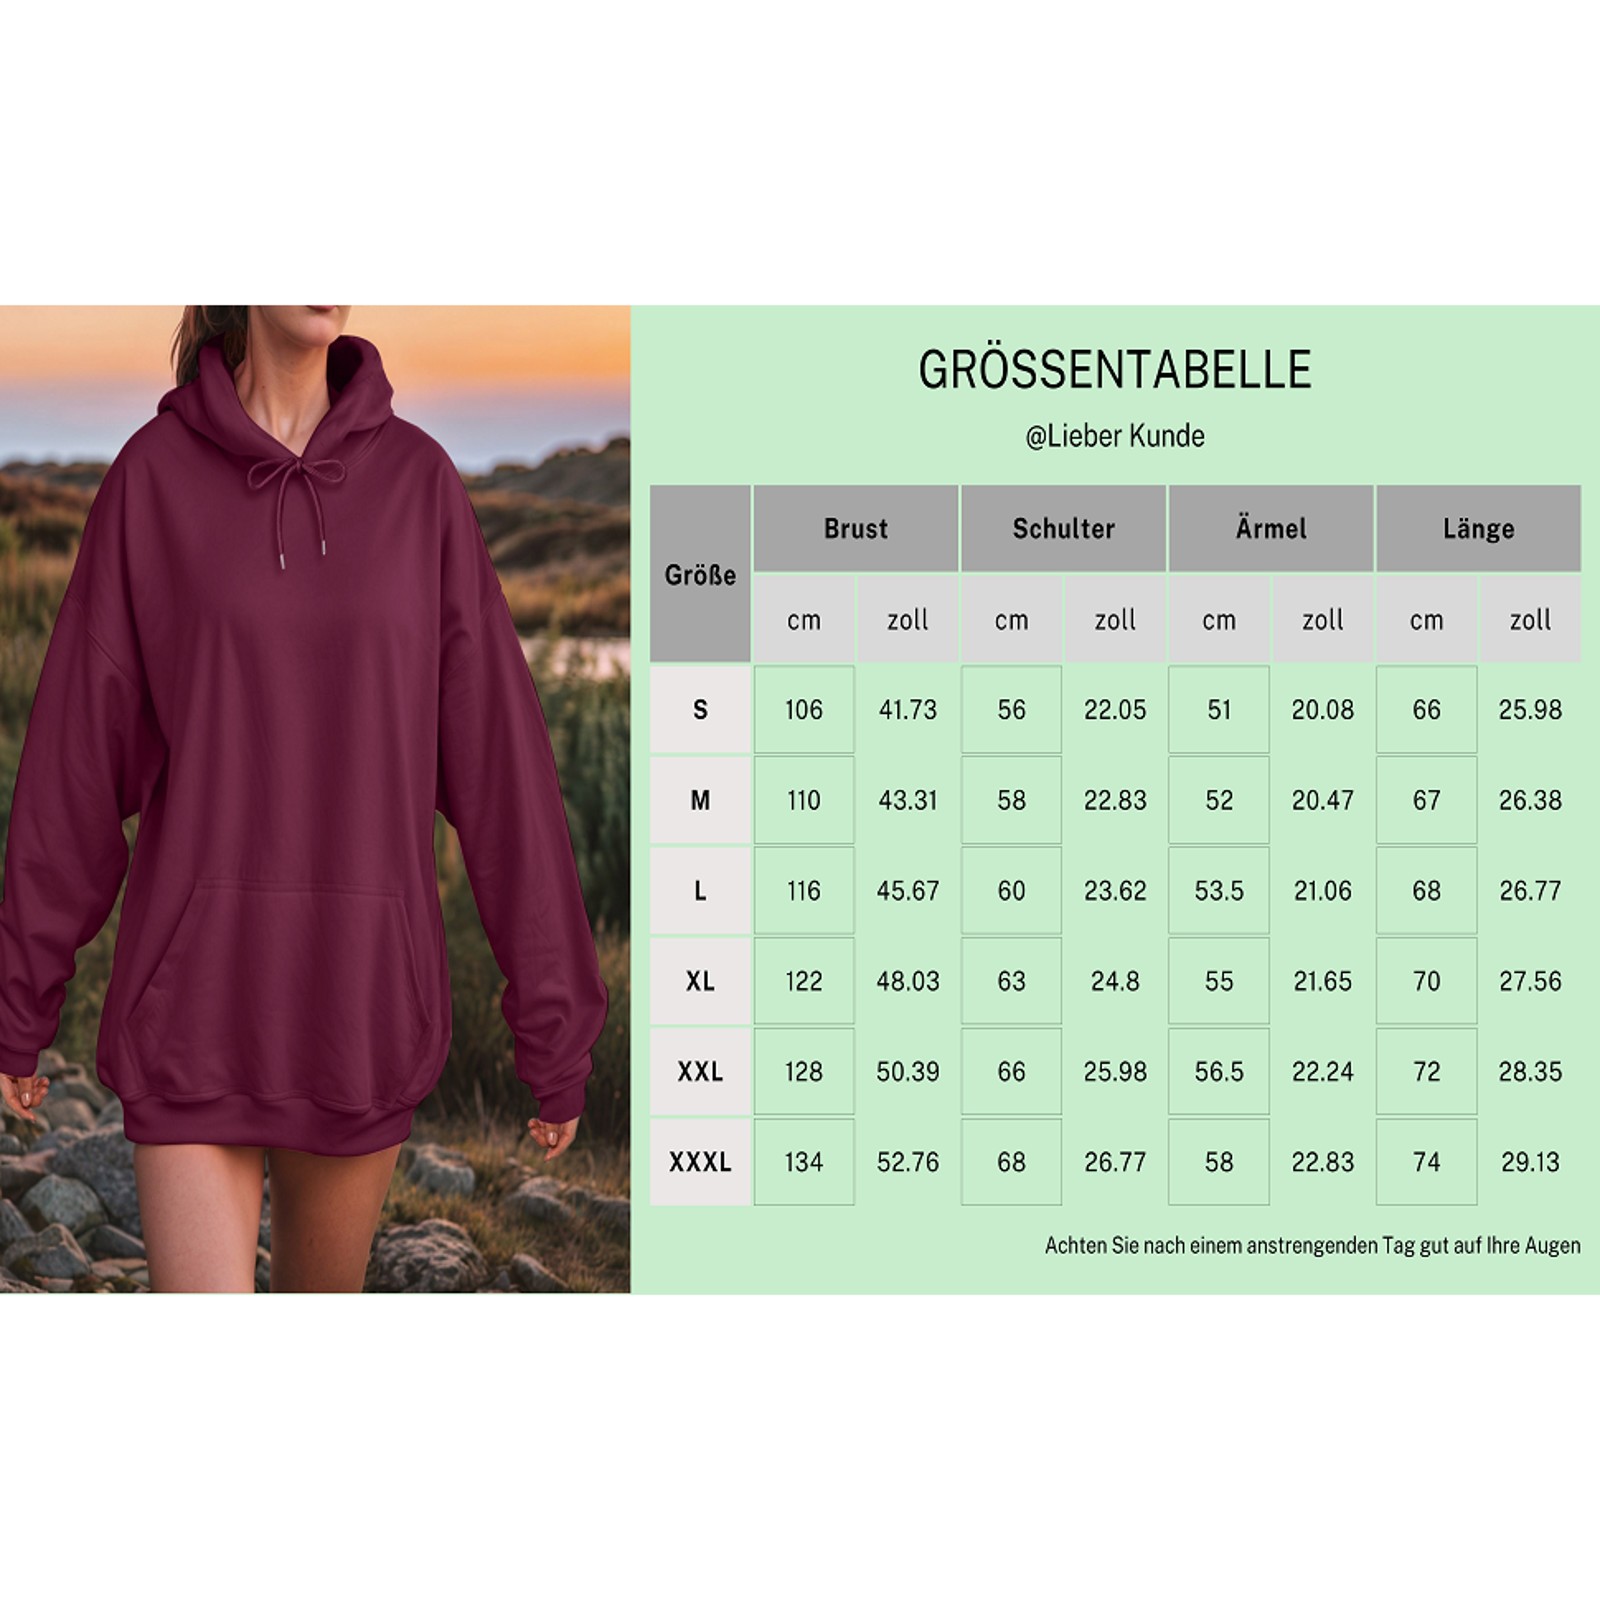 GRÖSSENTABELLE
@Lieber Kunde
Größe Brust Schulter Ärmel Länge
cm zoll cm zoll cm zoll cm zoll
S 106 41.73 56 22.05 51 20.08 66 25.98
M 110 43.31 58 22.83 52 20.47 67 26.38
L 116 45.67 60 23.62 53.5 21.06 68 26.77
XL 122 48.03 63 24.8 55 21.65 70 27.56
XXL 128 50.39 66 25.98 56.5 22.24 72 28.35
XXXL 134 52.76 68 26.77 58 22.83 74 29.13
Achten Sie nach einem anstrengenden Tag gut auf Ihre Augen